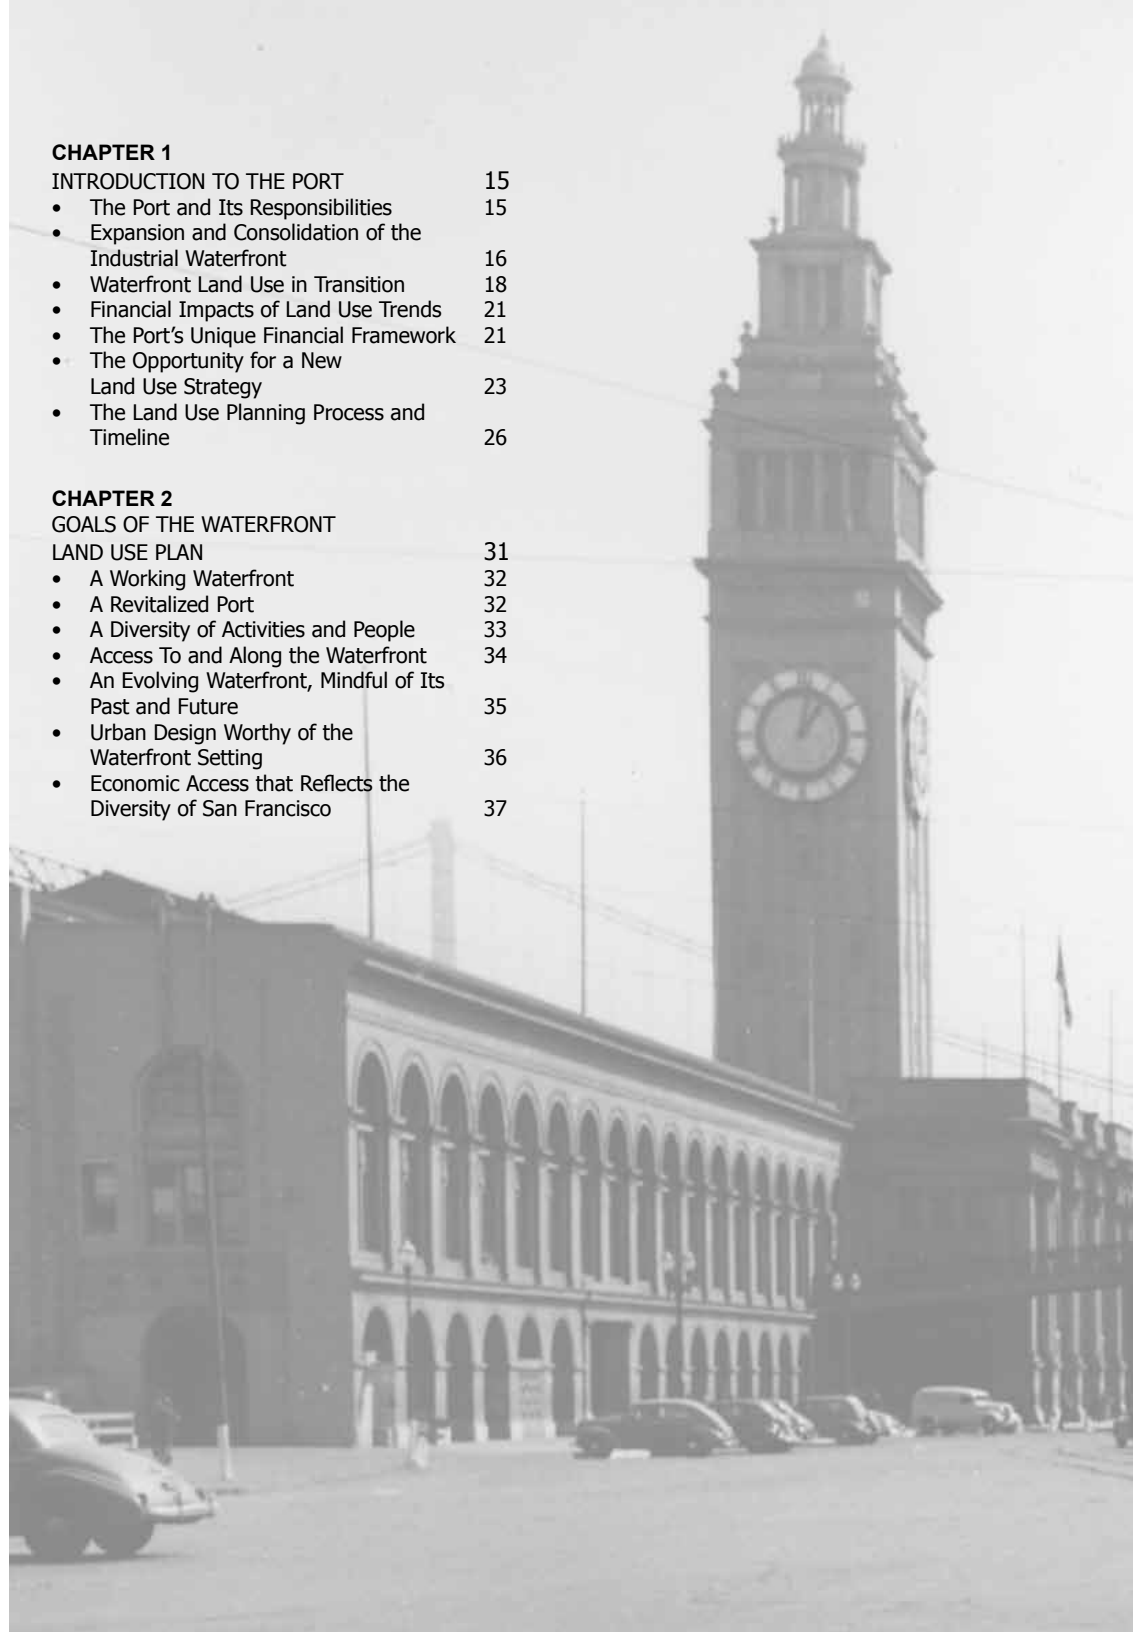 CHAPTER 1
INTRODUCTION TO THE PORT 15
• The Port and Its Responsibilities 15
• Expansion and Consolidation of the
Industrial Waterfront 16
• Waterfront Land Use in Transition 18
• Financial Impacts of Land Use Trends 21
• The Port’s Unique Financial Framework 21
• The Opportunity for a New
Land Use Strategy 23
• The Land Use Planning Process and
Timeline 26
CHAPTER 2
GOALS OF THE WATERFRONT
LAND USE PLAN 31
• A Working Waterfront 32
• A Revitalized Port 32
• A Diversity of Activities and People 33
• Access To and Along the Waterfront 34
• An Evolving Waterfront, Mindful of Its
Past and Future 35
• Urban Design Worthy of the
Waterfront Setting 36
• Economic Access that Reflects the
Diversity of San Francisco 37